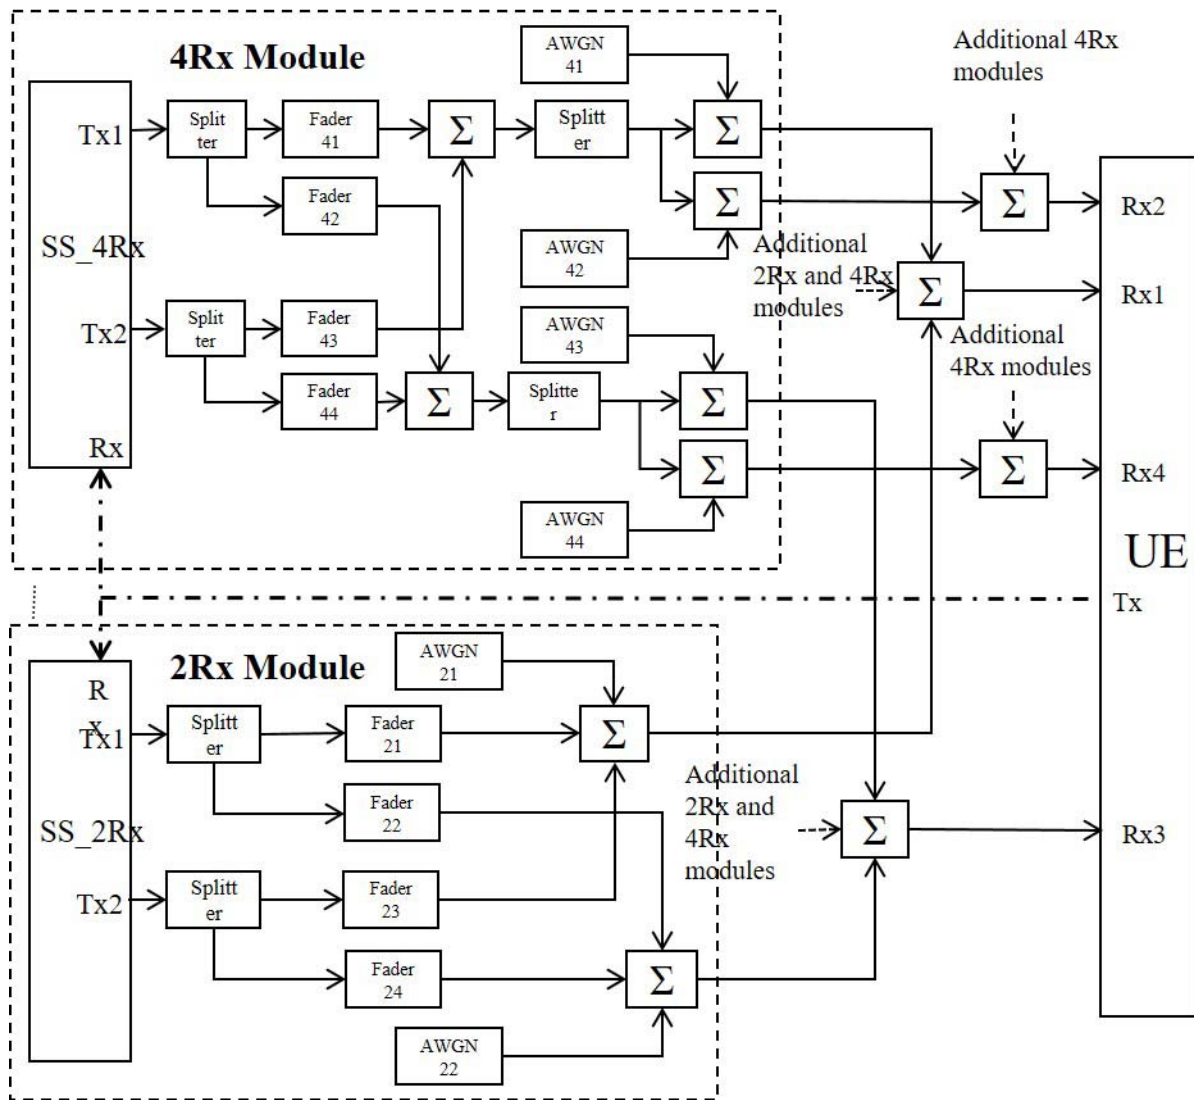 4Rx Module
AWGN
41
Additional 4Rx
modules
Tx1
Split
ter
Fader
41
Σ
Splitt
er
Σ
Fader
42
Σ
Σ
Rx2
SS_4Rx
AWGN
42
Additional
2Rx and 4Rx
modules
Σ
Rx1
Tx2
Split
ter
Fader
43
AWGN
43
Additional
4Rx modules
Fader
44
Σ
Splitte
r
Σ
Rx
Σ
Σ
Rx4
AWGN
44
UE
Tx
2Rx Module
AWGN
21
R
x
Tx1
Splitt
er
Fader
21
Σ
Fader
22
Additional
2Rx and
4Rx
modules
SS_2Rx
Σ
Rx3
Tx2
Splitt
er
Fader
23
Fader
24
Σ
AWGN
22